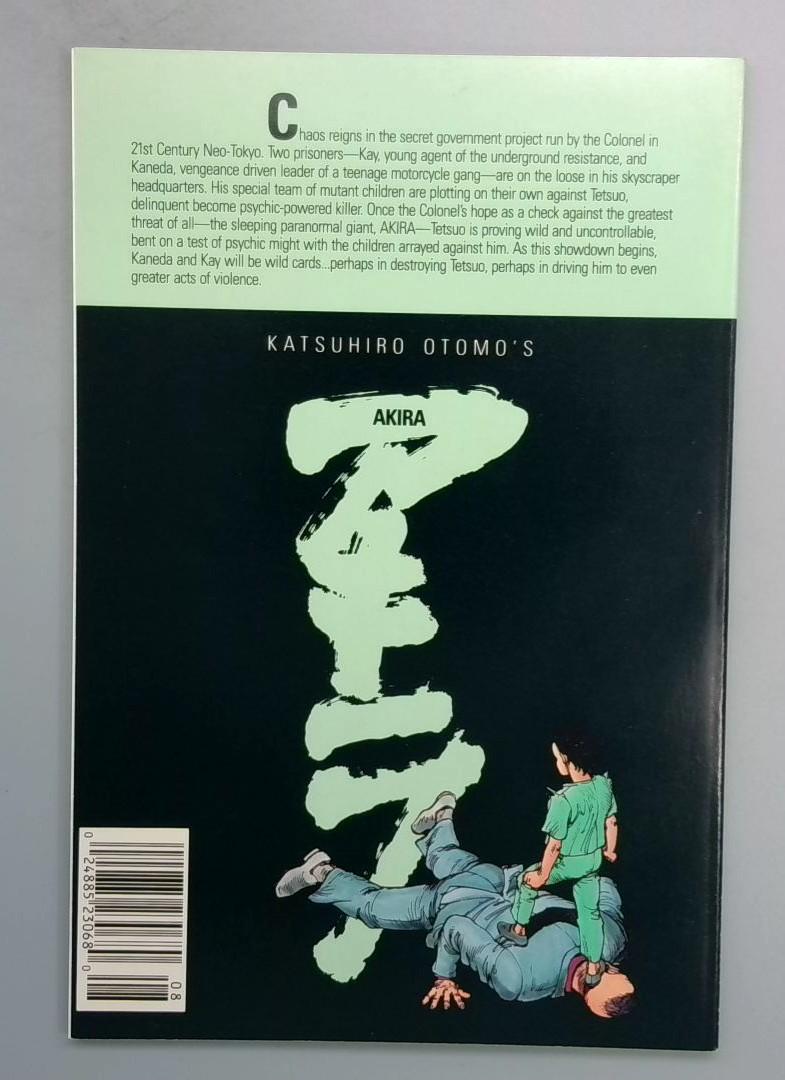 Chaos reigns in the secret government project run by the Colonel in
21st Century Neo-Tokyo. Two prisoners—Kay, young agent of the underground resistance, and
Kaneda, vengeance driven leader of a teenage motorcycle gang—are on the loose in his skyscraper
headquarters. His special team of mutant children are plotting on their own against Tetsuo,
delinquent become psychic-powered killer. Once the Colonel's hope as a check against the greatest
threat of all—the sleeping paranormal giant, AKIRA—Tetsuo is proving wild and uncontrollable,
bent on a test of psychic might with the children arrayed against him. As this showdown begins,
Kaneda and Kay will be wild cards...perhaps in destroying Tetsuo, perhaps in driving him to even
greater acts of violence.
KATSUHIRO OTOMO'S
AKIRA
アキラ
0 24885 23068 0
08